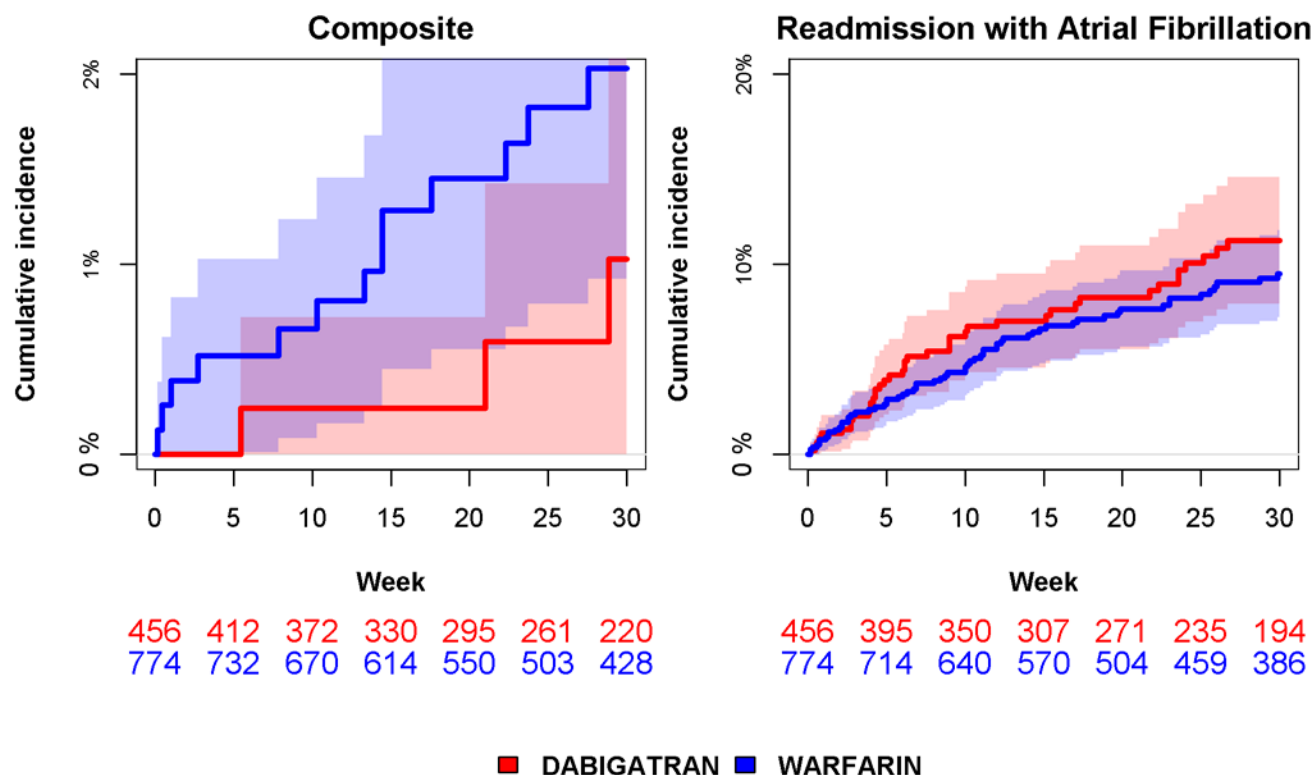 Composite
Cumulative incidence
2%
1%
0 %
0 5 10 15 20 25 30
Week
456 412 372 330 295 261 220
774 732 670 614 550 503 428
Readmission with Atrial Fibrillation
Cumulative incidence
20%
10%
0 %
0 5 10 15 20 25 30
Week
456 395 350 307 271 235 194
774 714 640 570 504 459 386
DABIGATRAN WARFARIN